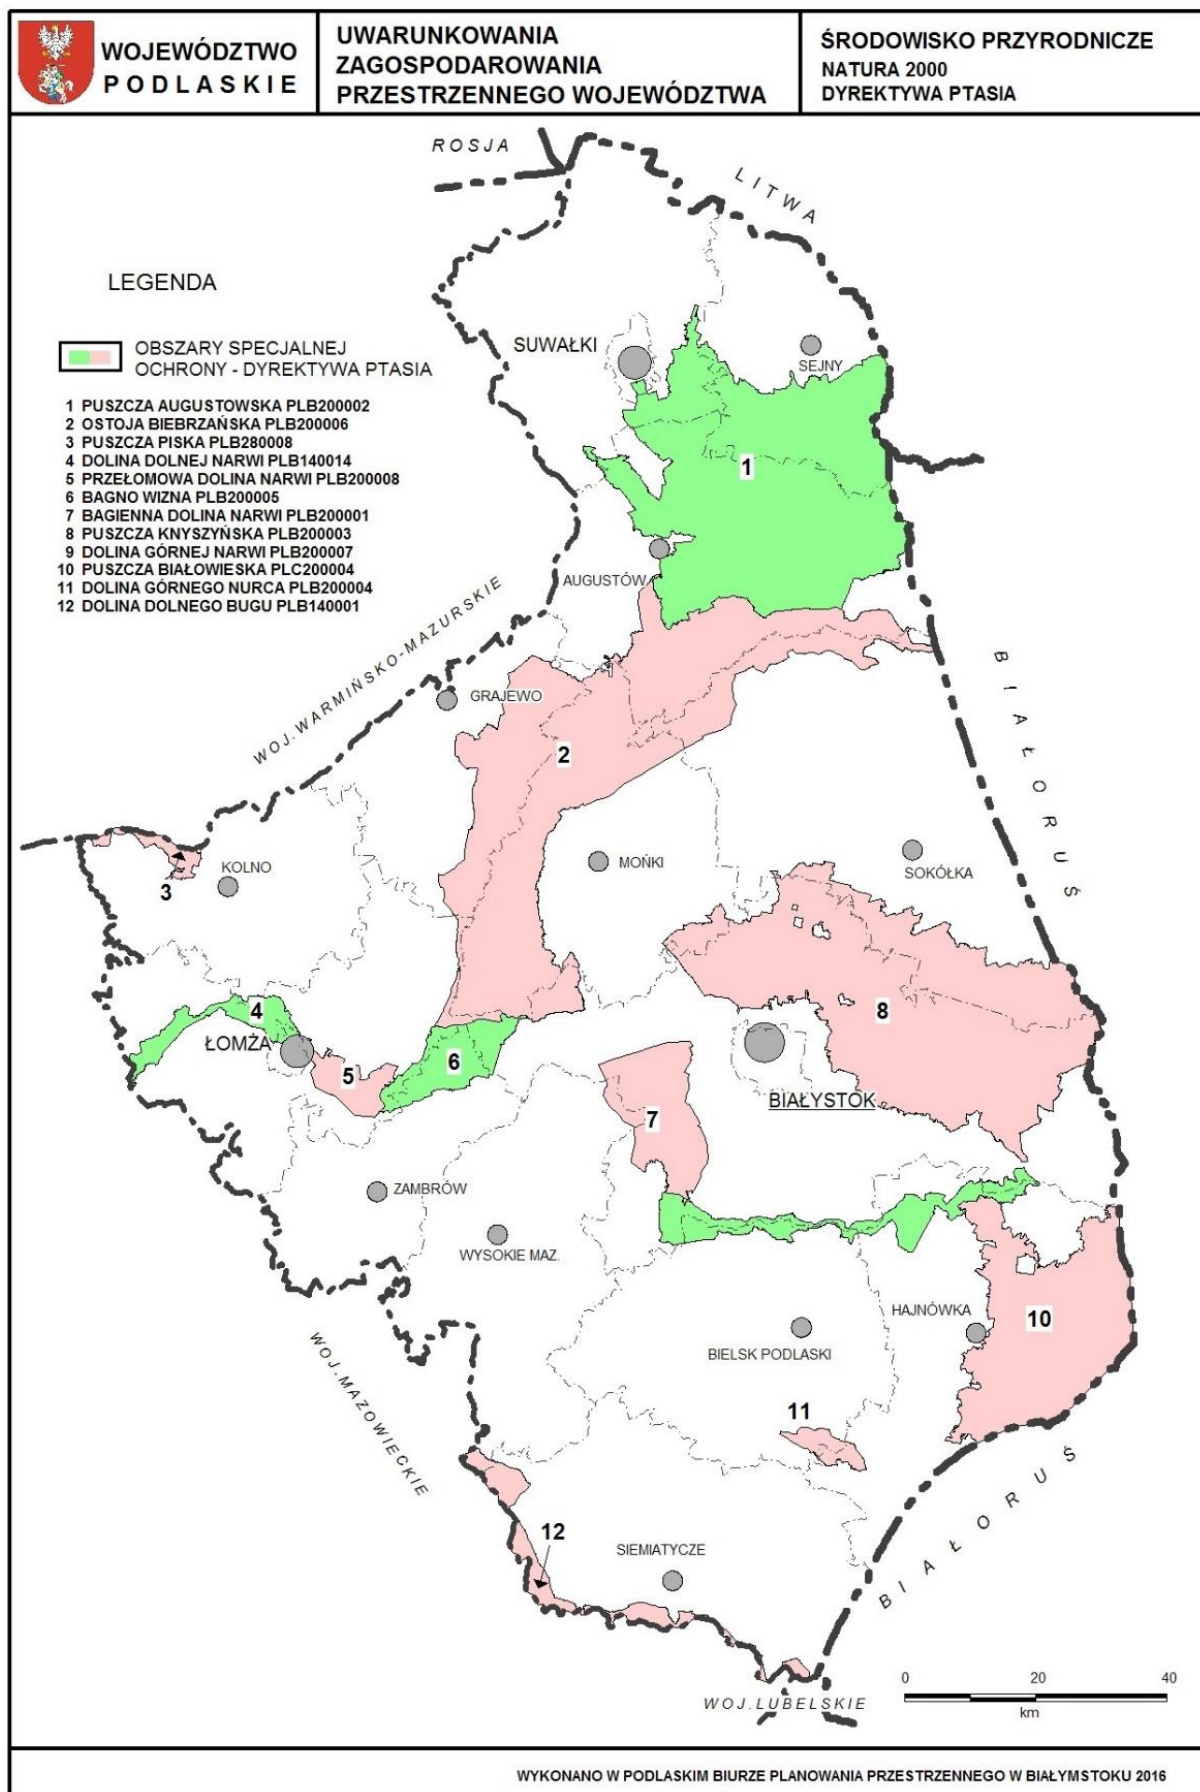 WOJEWÓDZTWO
PODLASKIE
UWARUNKOWANIA
ZAGOSPODAROWANIA
PRZESTRZENNEGO WOJEWÓDZTWA
ŚRODOWISKO PRZYRODNICZE
NATURA 2000
DYREKTYWA PTASIA
ROSJA
LITWA
LEGENDA
OBSZARY SPECJALNEJ
OCHRONY - DYREKTYWA PTASIA
1 PUSZCZA AUGUSTOWSKA PLB200002
2 OSTOJA BIEBRZAŃSKA PLB200006
3 PUSZCZA PISKA PLB280008
4 DOLINA DOLNEJ NARWI PLB140014
5 PRZEŁOMOWA DOLINA NARWI PLB200008
6 BAGNO WIZNA PLB200005
7 BAGIENNA DOLINA NARWI PLB200001
8 PUSZCZA KNYSZYŃSKA PLB200003
9 DOLINA GÓRNEJ NARWI PLB200007
10 PUSZCZA BIAŁOWIESKA PLC200004
11 DOLINA GÓRNEGO NURCA PLB200004
12 DOLINA DOLNEGO BUGU PLB140001
SUWAŁKI
SEJNY
1
AUGUSTÓW
WOJ.WARMIŃSKO-MAZURSKIE
BIAŁORUŚ
GRAJEWO
2
KOLNO
3
MOŃKI
SOKÓŁKA
4
ŁOMŻA
5
6
8
7
BIAŁYSTOK
ZAMBRÓW
WYSOKIE MAZ.
HAJNÓWKA
10
BIELSK PODLASKI
WOJ.MAZOWIECKIE
11
12
SIEMIATYCZE
BIAŁORUŚ
WOJ.LUBELSKIE
0 20 40
km
WYKONANO W PODLASKIM BIURZE PLANOWANIA PRZESTRZENNEGO W BIAŁYMSTOKU 2016